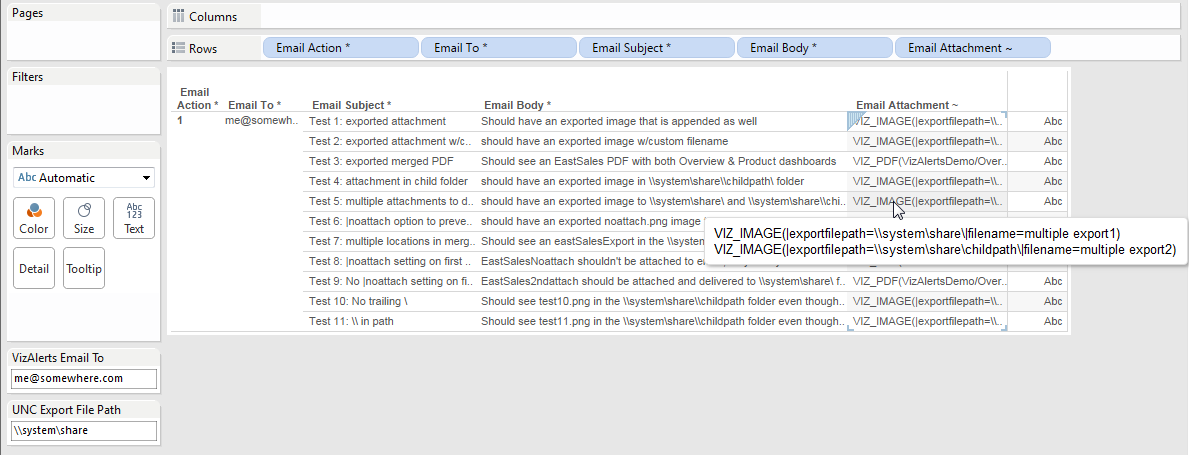 Pages
Columns
Rows
Email Action *
Email To *
Email Subject *
Email Body *
Email Attachment ~
Filters
Email
Action * Email To * Email Subject * Email Body * Email Attachment ~
1 me@somewh.. Test 1: exported attachment Should have an exported image that is appended as well VIZ_IMAGE(|exportfilepath=\\.. Abc
Test 2: exported attachment w/c.. should have an exported image w/custom filename VIZ_IMAGE(|exportfilepath=\\.. Abc
Test 3: exported merged PDF Should see an EastSales PDF with both Overview & Product dashboards VIZ_PDF(VizAlertsDemo/Over.. Abc
Test 4: attachment in child folder should have an exported image in \\system\share\\childpath\ folder VIZ_IMAGE(|exportfilepath=\\.. Abc
Test 5: multiple attachments to d.. should have an exported image to \\system\share\ and \\system\share\\chi.. VIZ_IMAGE(|exportfilepath=\\.. Abc
Test 6: |noattach option to preve.. should have an exported noattach.png image
Test 7: multiple locations in merg.. Should see an eastSalesExport in the \\system
Test 8: |noattach setting on first .. EastSalesNoattach shouldn't be attached to
VIZ_IMAGE(|exportfilepath=\\system\share\|filename=multiple export1)
VIZ_IMAGE(|exportfilepath=\\system\share\childpath\|filename=multiple export2)
Test 9: No |noattach setting on fi.. EastSales2ndattach should be attached and delivered to \\system\share\ f.. VIZ_PDF(VizAlertsDemo/Over.. Abc
Test 10: No trailing \ Should see test10.png in the \\system\share\\childpath folder even though.. VIZ_IMAGE(|exportfilepath=\\.. Abc
Test 11: \\ in path Should see test11.png in the \\system\share\\childpath folder even though.. VIZ_IMAGE(|exportfilepath=\\.. Abc
Marks
Abc Automatic
Color
Size
Abc
123
Text
Detail
Tooltip
VizAlerts Email To
me@somewhere.com
UNC Export File Path
\\system\share